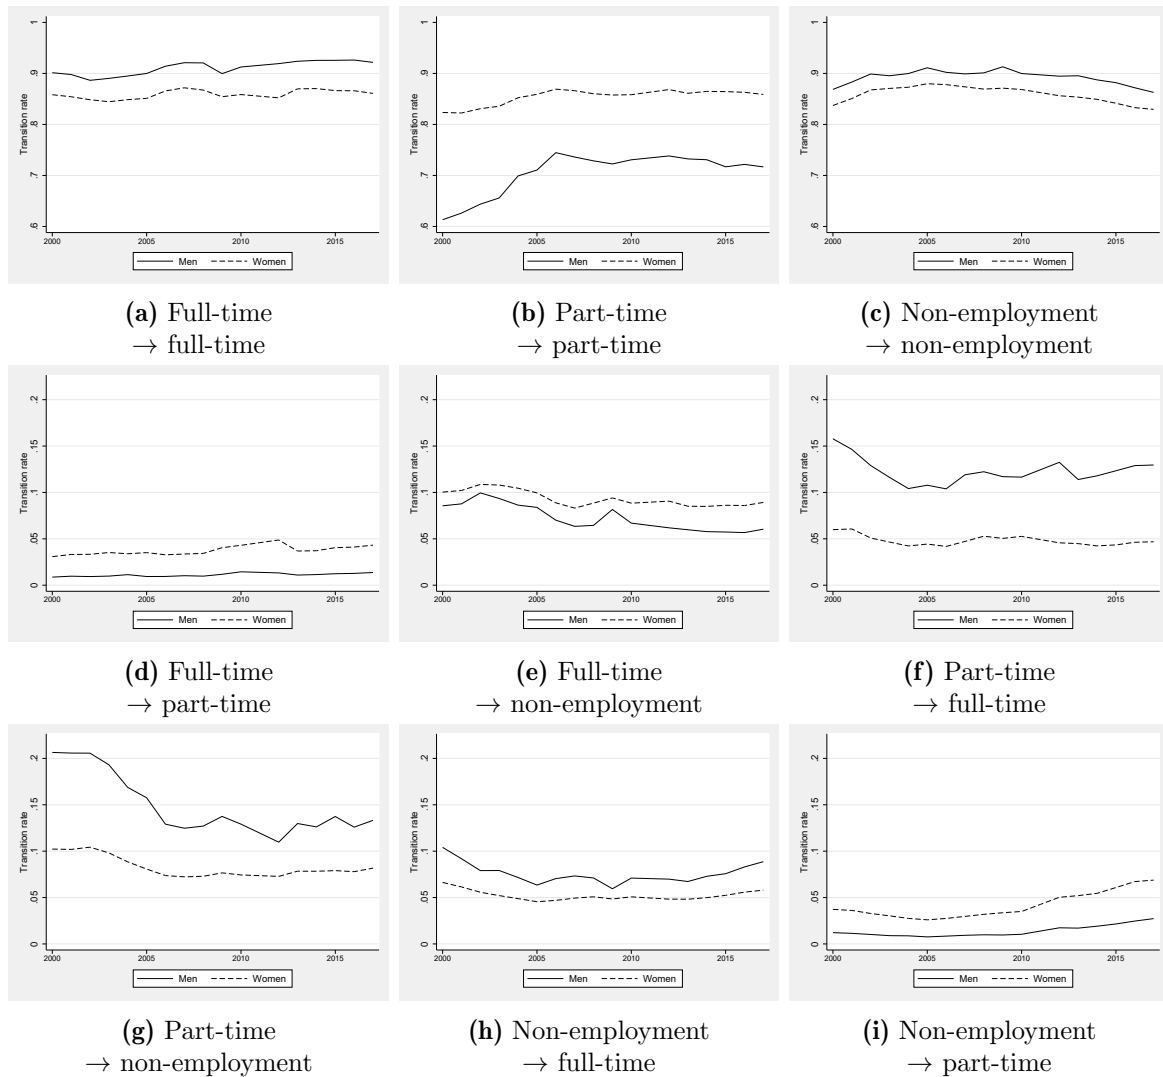 Transition rate
.6 .7 .8 .9 1
2000 2005 2010 2015
Men Women
(a) Full-time
→ full-time
Transition rate
.6 .7 .8 .9 1
2000 2005 2010 2015
Men Women
(b) Part-time
→ part-time
Transition rate
.6 .7 .8 .9 1
2000 2005 2010 2015
Men Women
(c) Non-employment
→ non-employment
Transition rate
0 .05 .1 .15 .2
2000 2005 2010 2015
Men Women
(d) Full-time
→ part-time
Transition rate
0 .05 .1 .15 .2
2000 2005 2010 2015
Men Women
(e) Full-time
→ non-employment
Transition rate
0 .05 .1 .15 .2
2000 2005 2010 2015
Men Women
(f) Part-time
→ full-time
Transition rate
0 .05 .1 .15 .2
2000 2005 2010 2015
Men Women
(g) Part-time
→ non-employment
Transition rate
0 .05 .1 .15 .2
2000 2005 2010 2015
Men Women
(h) Non-employment
→ full-time
Transition rate
0 .05 .1 .15 .2
2000 2005 2010 2015
Men Women
(i) Non-employment
→ part-time